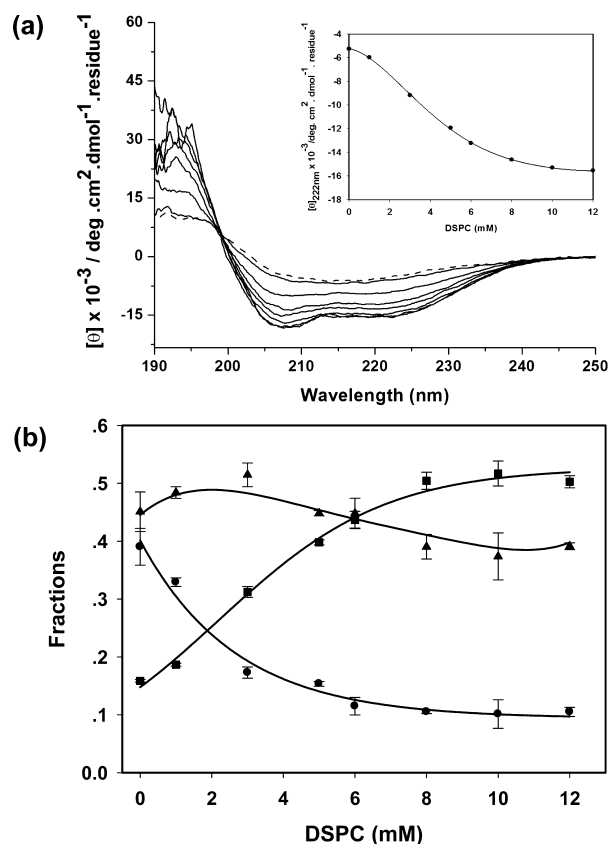 (a)
60
45
30
15
0
-15
[θ] x 10-3 / deg .cm2.dmol-1.residue-1
190 200 210 220 230 240 250
Wavelength (nm)
-4
-6
-8
-10
-12
-14
-16
-18
[θ]222nm x 10-3 /deg. cm2. dmol-1. residue-1
0 2 4 6 8 10 12
DSPC (mM)
(b)
.6
.5
.4
.3
.2
.1
0.0
Fractions
0 2 4 6 8 10 12
DSPC (mM)